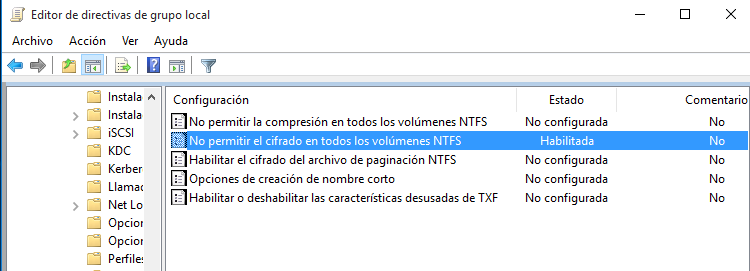 Editor de directivas de grupo local
Archivo Acción Ver Ayuda
Configuración Estado Comentario
No permitir la compresión en todos los volúmenes NTFS No configurada No
No permitir el cifrado en todos los volúmenes NTFS Habilitada No
Habilitar el cifrado del archivo de paginación NTFS No configurada No
Opciones de creación de nombre corto No configurada No
Habilitar o deshabilitar las características desusadas de TXF No configurada No
Instala
Instala
iSCSI
KDC
Kerber
Llamad
Net Lo
Opcion
Opcion
Perfiles